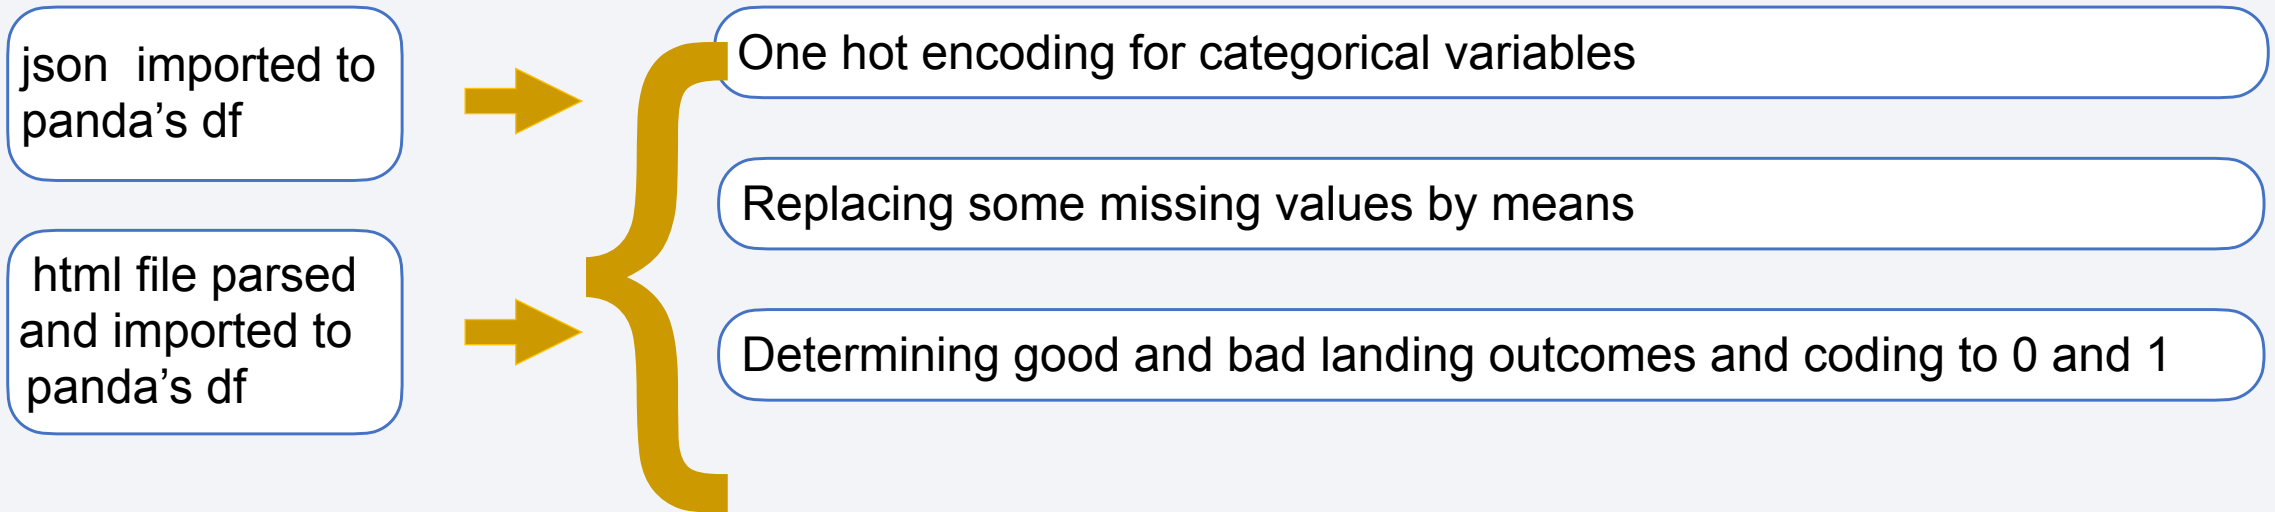 json  imported to
panda’s df
html file parsed
and imported to
panda’s df
One hot encoding for categorical variables
Replacing some missing values by means
Determining good and bad landing outcomes and coding to 0 and 1